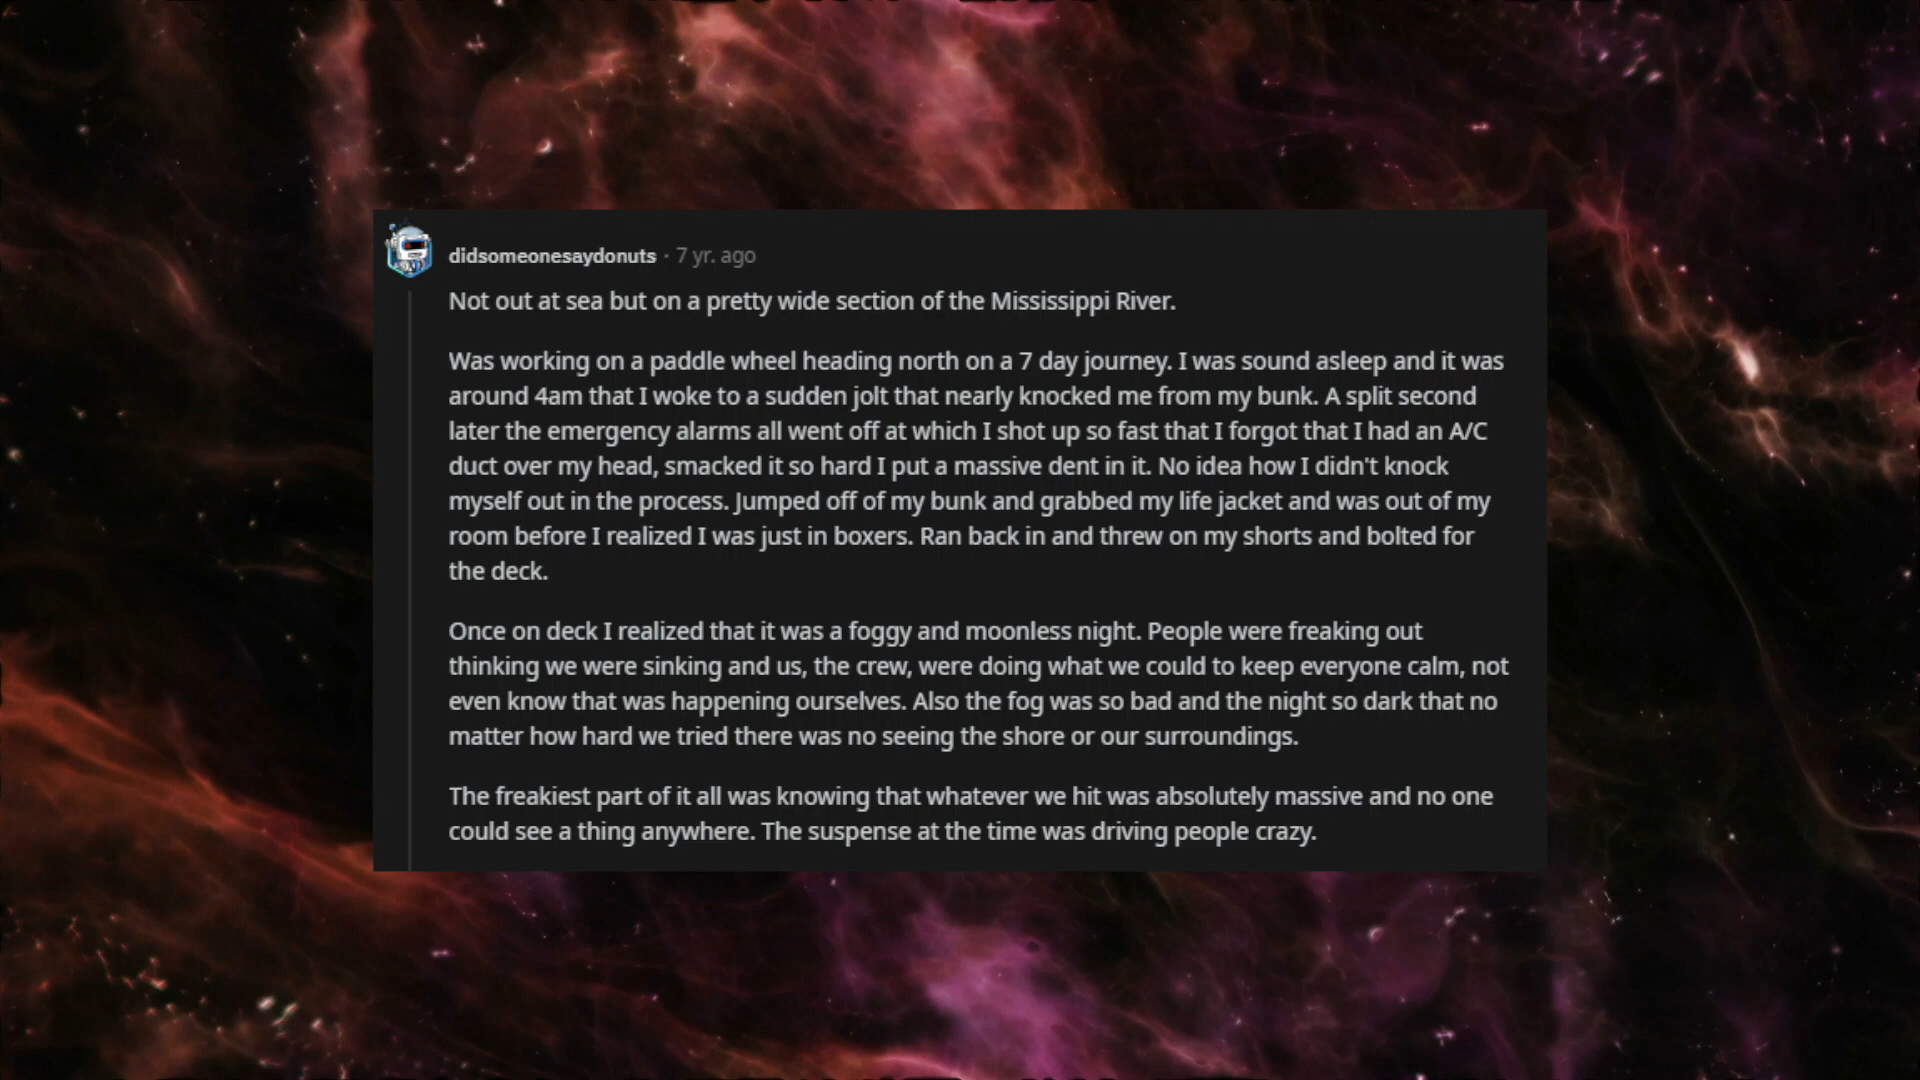 didsomeonesaydonuts · 7 yr. ago
Not out at sea but on a pretty wide section of the Mississippi River.
Was working on a paddle wheel heading north on a 7 day journey. I was sound asleep and it was
around 4am that I woke to a sudden jolt that nearly knocked me from my bunk. A split second
later the emergency alarms all went off at which I shot up so fast that I forgot that I had an A/C
duct over my head, smacked it so hard I put a massive dent in it. No idea how I didn't knock
myself out in the process. Jumped off of my bunk and grabbed my life jacket and was out of my
room before I realized I was just in boxers. Ran back in and threw on my shorts and bolted for
the deck.
Once on deck I realized that it was a foggy and moonless night. People were freaking out
thinking we were sinking and us, the crew, were doing what we could to keep everyone calm, not
even know that was happening ourselves. Also the fog was so bad and the night so dark that no
matter how hard we tried there was no seeing the shore or our surroundings.
The freakiest part of it all was knowing that whatever we hit was absolutely massive and no one
could see a thing anywhere. The suspense at the time was driving people crazy.